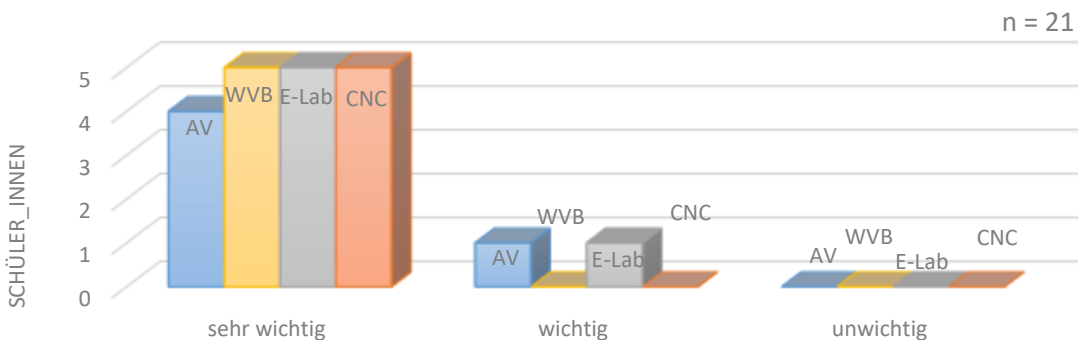 n = 21
SCHÜLER_INNEN
5
4
3
2
1
0
AV
WVB
E-Lab
CNC
AV
WVB
E-Lab
CNC
AV
WVB
E-Lab
CNC
sehr wichtig
wichtig
unwichtig